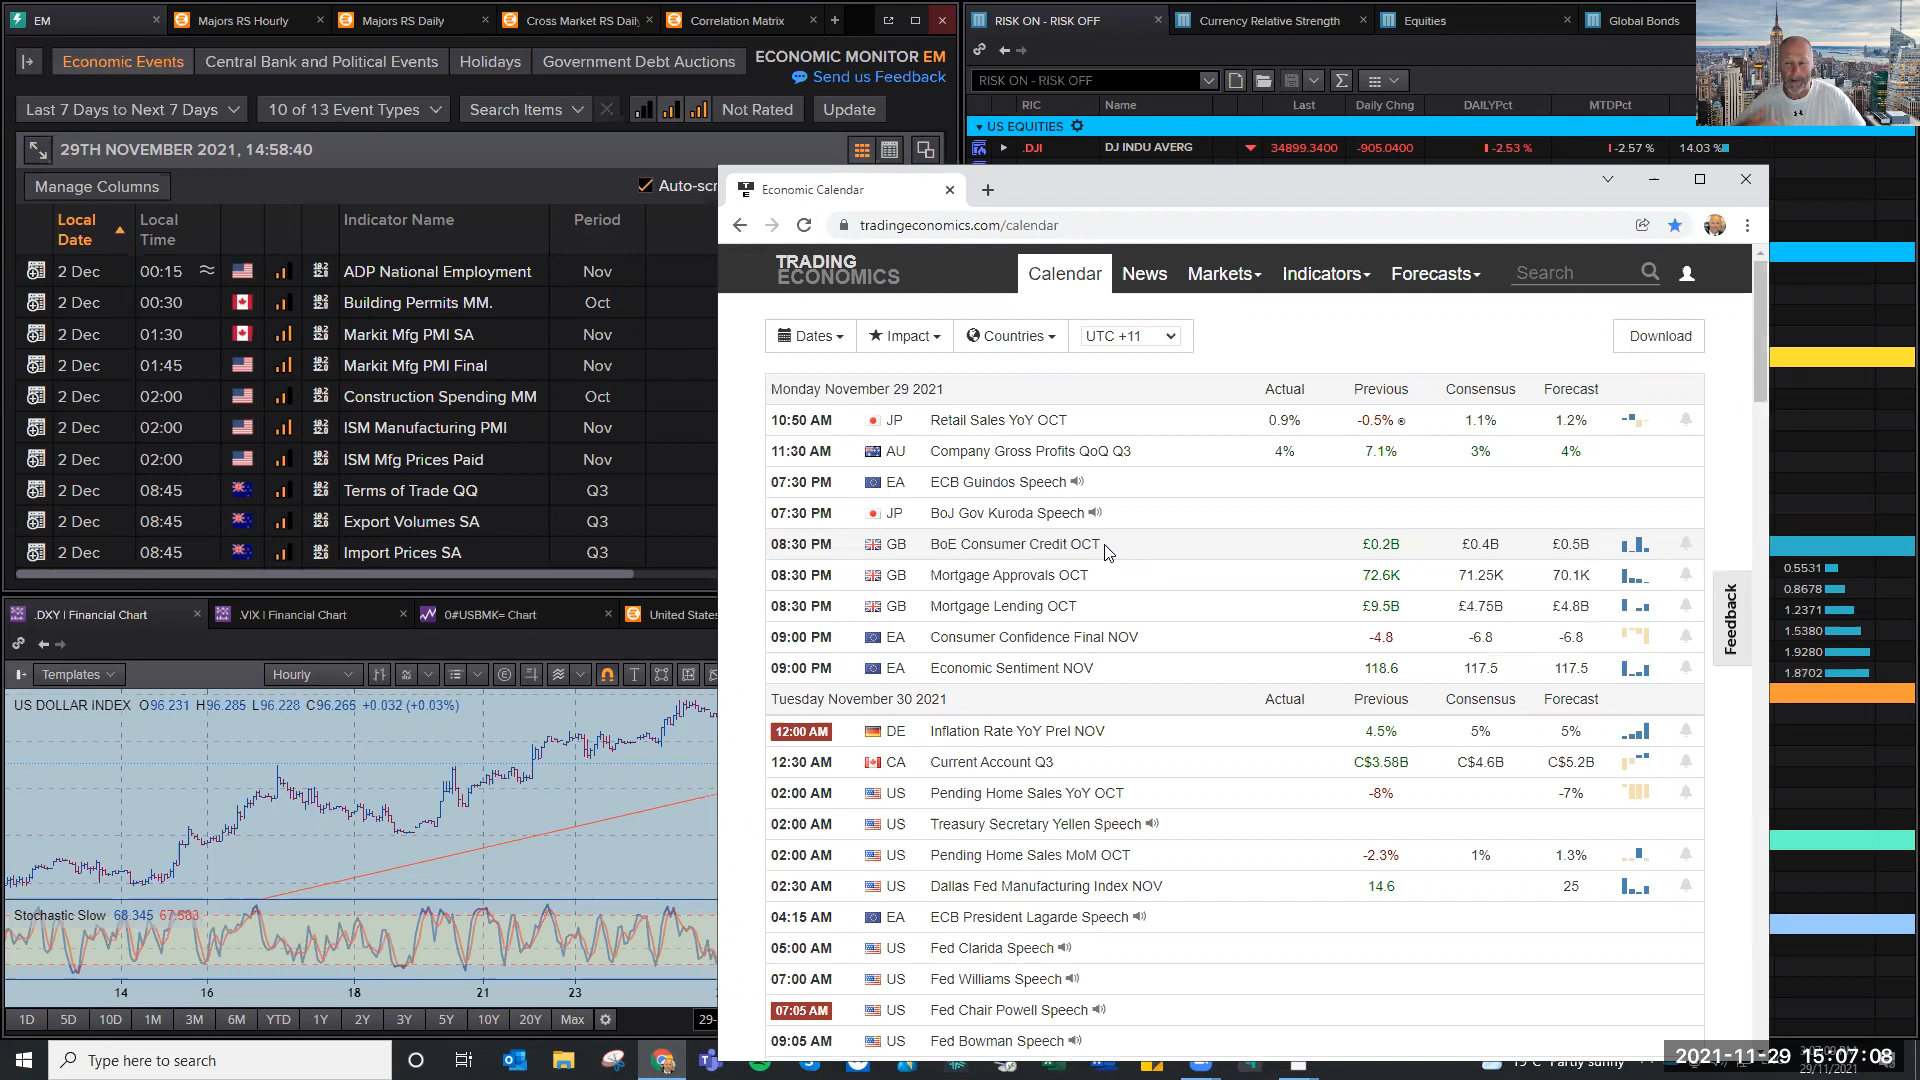 EM
Majors RS Hourly
Majors RS Daily
Cross Market RS Daily
Correlation Matrix
Economic Events
Central Bank and Political Events
Holidays
Government Debt Auctions
ECONOMIC MONITOR EM
Send us Feedback
Last 7 Days to Next 7 Days
10 of 13 Event Types
Search Items
Not Rated
Update
29TH NOVEMBER 2021, 14:58:40
Manage Columns
Auto-scr
Local Date
Local Time
Indicator Name
Period
2 Dec 00:15 ADP National Employment Nov
2 Dec 00:30 Building Permits MM. Oct
2 Dec 01:30 Markit Mfg PMI SA Nov
2 Dec 01:45 Markit Mfg PMI Final Nov
2 Dec 02:00 Construction Spending MM Oct
2 Dec 02:00 ISM Manufacturing PMI Nov
2 Dec 02:00 ISM Mfg Prices Paid Nov
2 Dec 08:45 Terms of Trade QQ Q3
2 Dec 08:45 Export Volumes SA Q3
2 Dec 08:45 Import Prices SA Q3
RISK ON - RISK OFF
Currency Relative Strength
Equities
Global Bonds
RISK ON - RISK OFF
RIC Name Last Daily Chng DAILYPct MTDPct
US EQUITIES
.DJI DJ INDU AVERG 34899.3400 -905.0400 -2.53 % -2.57 % 14.03 %
Economic Calendar
tradingeconomics.com/calendar
TRADING ECONOMICS
Calendar News Markets Indicators Forecasts Search
Dates Impact Countries UTC +11 Download
Monday November 29 2021 Actual Previous Consensus Forecast
10:50 AM JP Retail Sales YoY OCT 0.9% -0.5% ® 1.1% 1.2%
11:30 AM AU Company Gross Profits QoQ Q3 4% 7.1% 3% 4%
07:30 PM EA ECB Guindos Speech
07:30 PM JP BoJ Gov Kuroda Speech
08:30 PM GB BoE Consumer Credit OCT £0.2B £0.4B £0.5B
08:30 PM GB Mortgage Approvals OCT 72.6K 71.25K 70.1K
08:30 PM GB Mortgage Lending OCT £9.5B £4.75B £4.8B
09:00 PM EA Consumer Confidence Final NOV -4.8 -6.8 -6.8
09:00 PM EA Economic Sentiment NOV 118.6 117.5 117.5
Tuesday November 30 2021 Actual Previous Consensus Forecast
12:00 AM DE Inflation Rate YoY Prel NOV 4.5% 5% 5%
12:30 AM CA Current Account Q3 C$3.58B C$4.6B C$5.2B
02:00 AM US Pending Home Sales YoY OCT -8% -7%
02:00 AM US Treasury Secretary Yellen Speech
02:00 AM US Pending Home Sales MoM OCT -2.3% 1% 1.3%
02:30 AM US Dallas Fed Manufacturing Index NOV 14.6 25
04:15 AM EA ECB President Lagarde Speech
05:00 AM US Fed Clarida Speech
07:00 AM US Fed Williams Speech
07:05 AM US Fed Chair Powell Speech
09:05 AM US Fed Bowman Speech
Feedback
0.5531
0.8678
1.2371
1.5380
1.9280
1.8702
.DXY | Financial Chart
.VIX | Financial Chart
0#USBMK= Chart
United States
Templates
Hourly
US DOLLAR INDEX O96.231 H96.285 L96.228 C96.265 +0.032 (+0.03%)
Stochastic Slow 68.345 67.583
14 16 18 21 23
1D 5D 10D 1M 3M 6M YTD 1Y 2Y 3Y 5Y 10Y 20Y Max
29-
Type here to search
Partly sunny
2021-11-29 15:07:08
29/11/2021